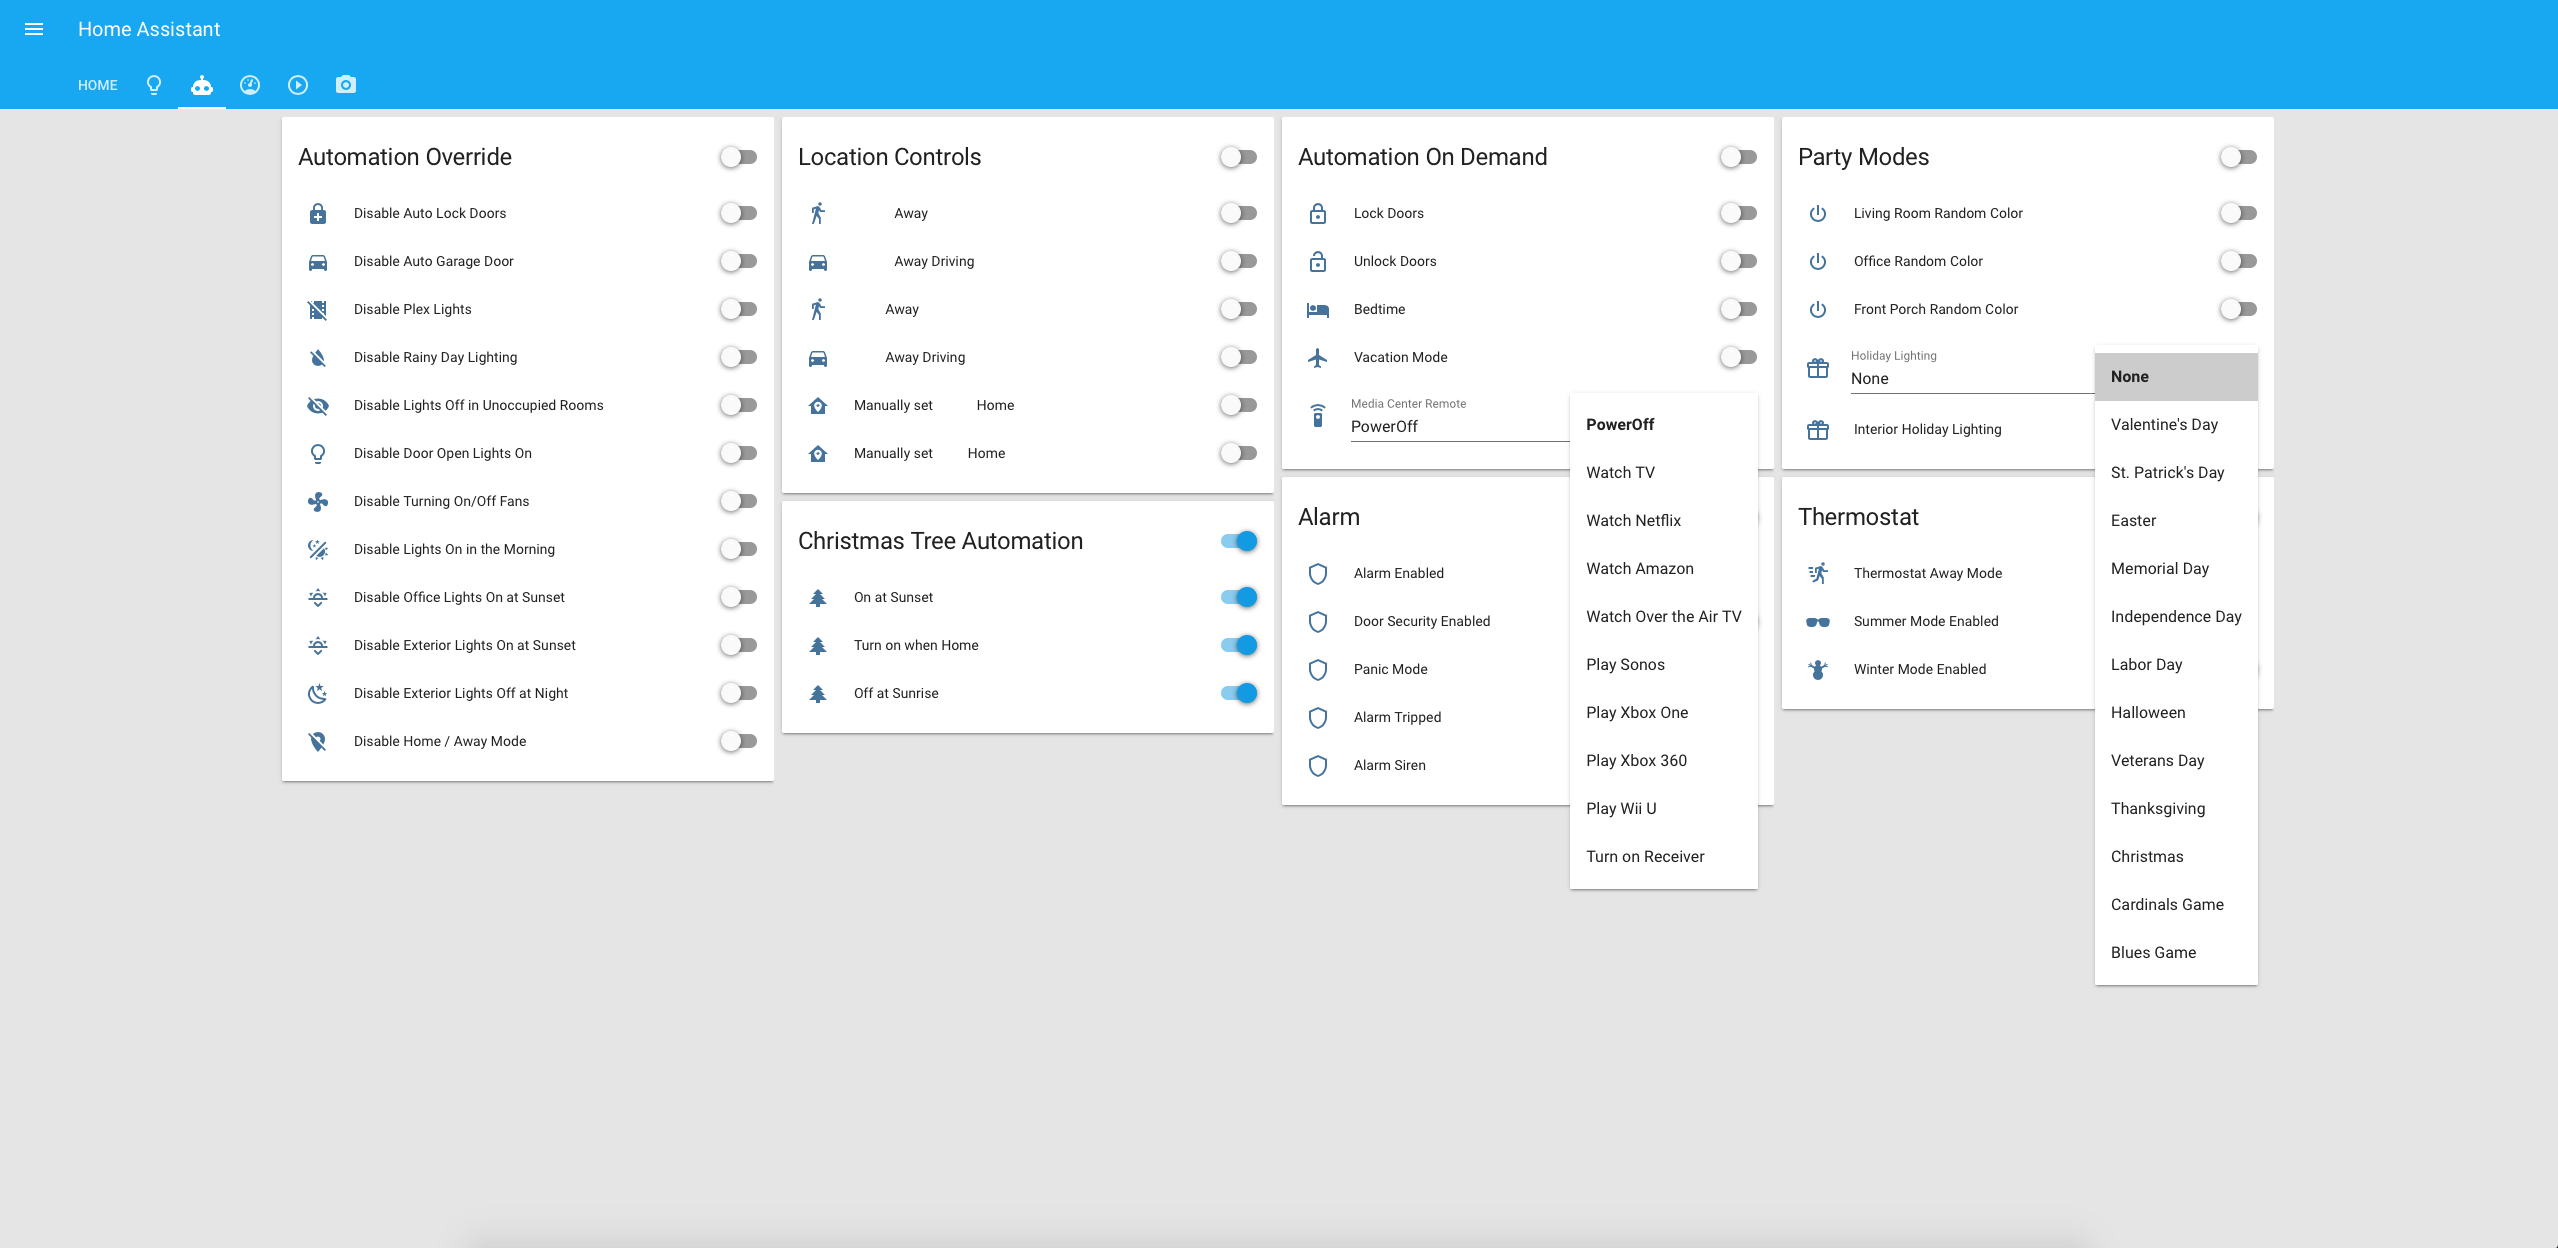 Home Assistant
HOME
Automation Override
Disable Auto Lock Doors
Disable Auto Garage Door
Disable Plex Lights
Disable Rainy Day Lighting
Disable Lights Off in Unoccupied Rooms
Disable Door Open Lights On
Disable Turning On/Off Fans
Disable Lights On in the Morning
Disable Office Lights On at Sunset
Disable Exterior Lights On at Sunset
Disable Exterior Lights Off at Night
Disable Home / Away Mode
Location Controls
Away
Away Driving
Away
Away Driving
Manually set Home
Manually set Home
Christmas Tree Automation
On at Sunset
Turn on when Home
Off at Sunrise
Automation On Demand
Lock Doors
Unlock Doors
Bedtime
Vacation Mode
Media Center Remote
PowerOff
PowerOff
Watch TV
Watch Netflix
Watch Amazon
Watch Over the Air TV
Play Sonos
Play Xbox One
Play Xbox 360
Play Wii U
Turn on Receiver
Alarm
Alarm Enabled
Door Security Enabled
Panic Mode
Alarm Tripped
Alarm Siren
Party Modes
Living Room Random Color
Office Random Color
Front Porch Random Color
Holiday Lighting
None
Interior Holiday Lighting
None
Valentine's Day
St. Patrick's Day
Easter
Memorial Day
Independence Day
Labor Day
Halloween
Veterans Day
Thanksgiving
Christmas
Cardinals Game
Blues Game
Thermostat
Thermostat Away Mode
Summer Mode Enabled
Winter Mode Enabled